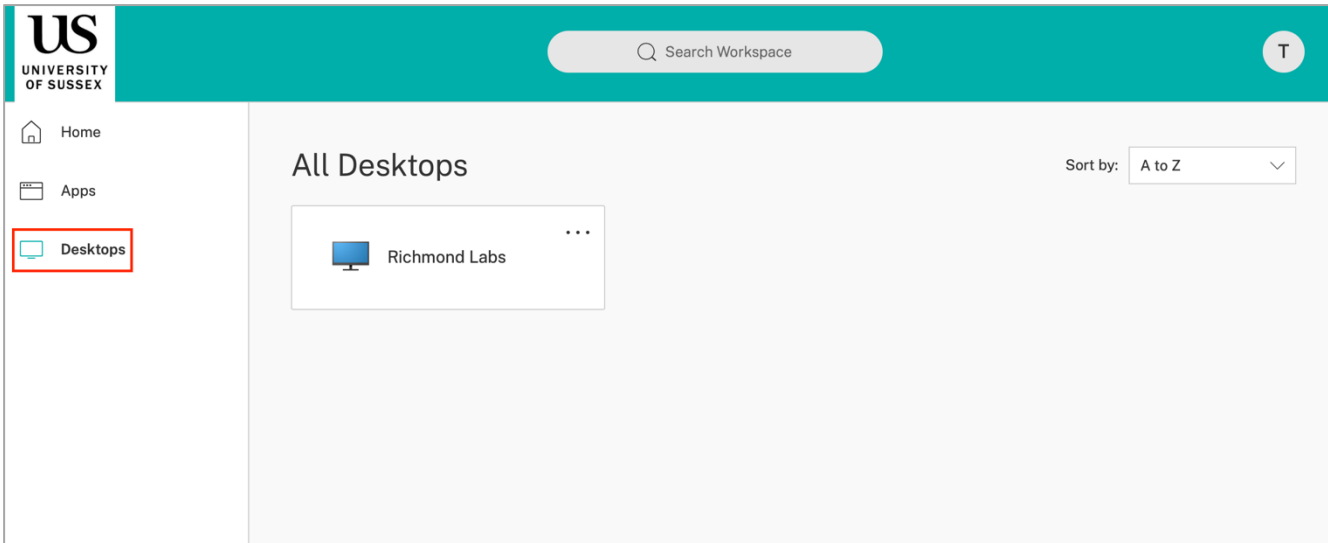 US
UNIVERSITY
OF SUSSEX
Search Workspace
T
Home
Apps
Desktops
All Desktops
Sort by:
A to Z
Richmond Labs